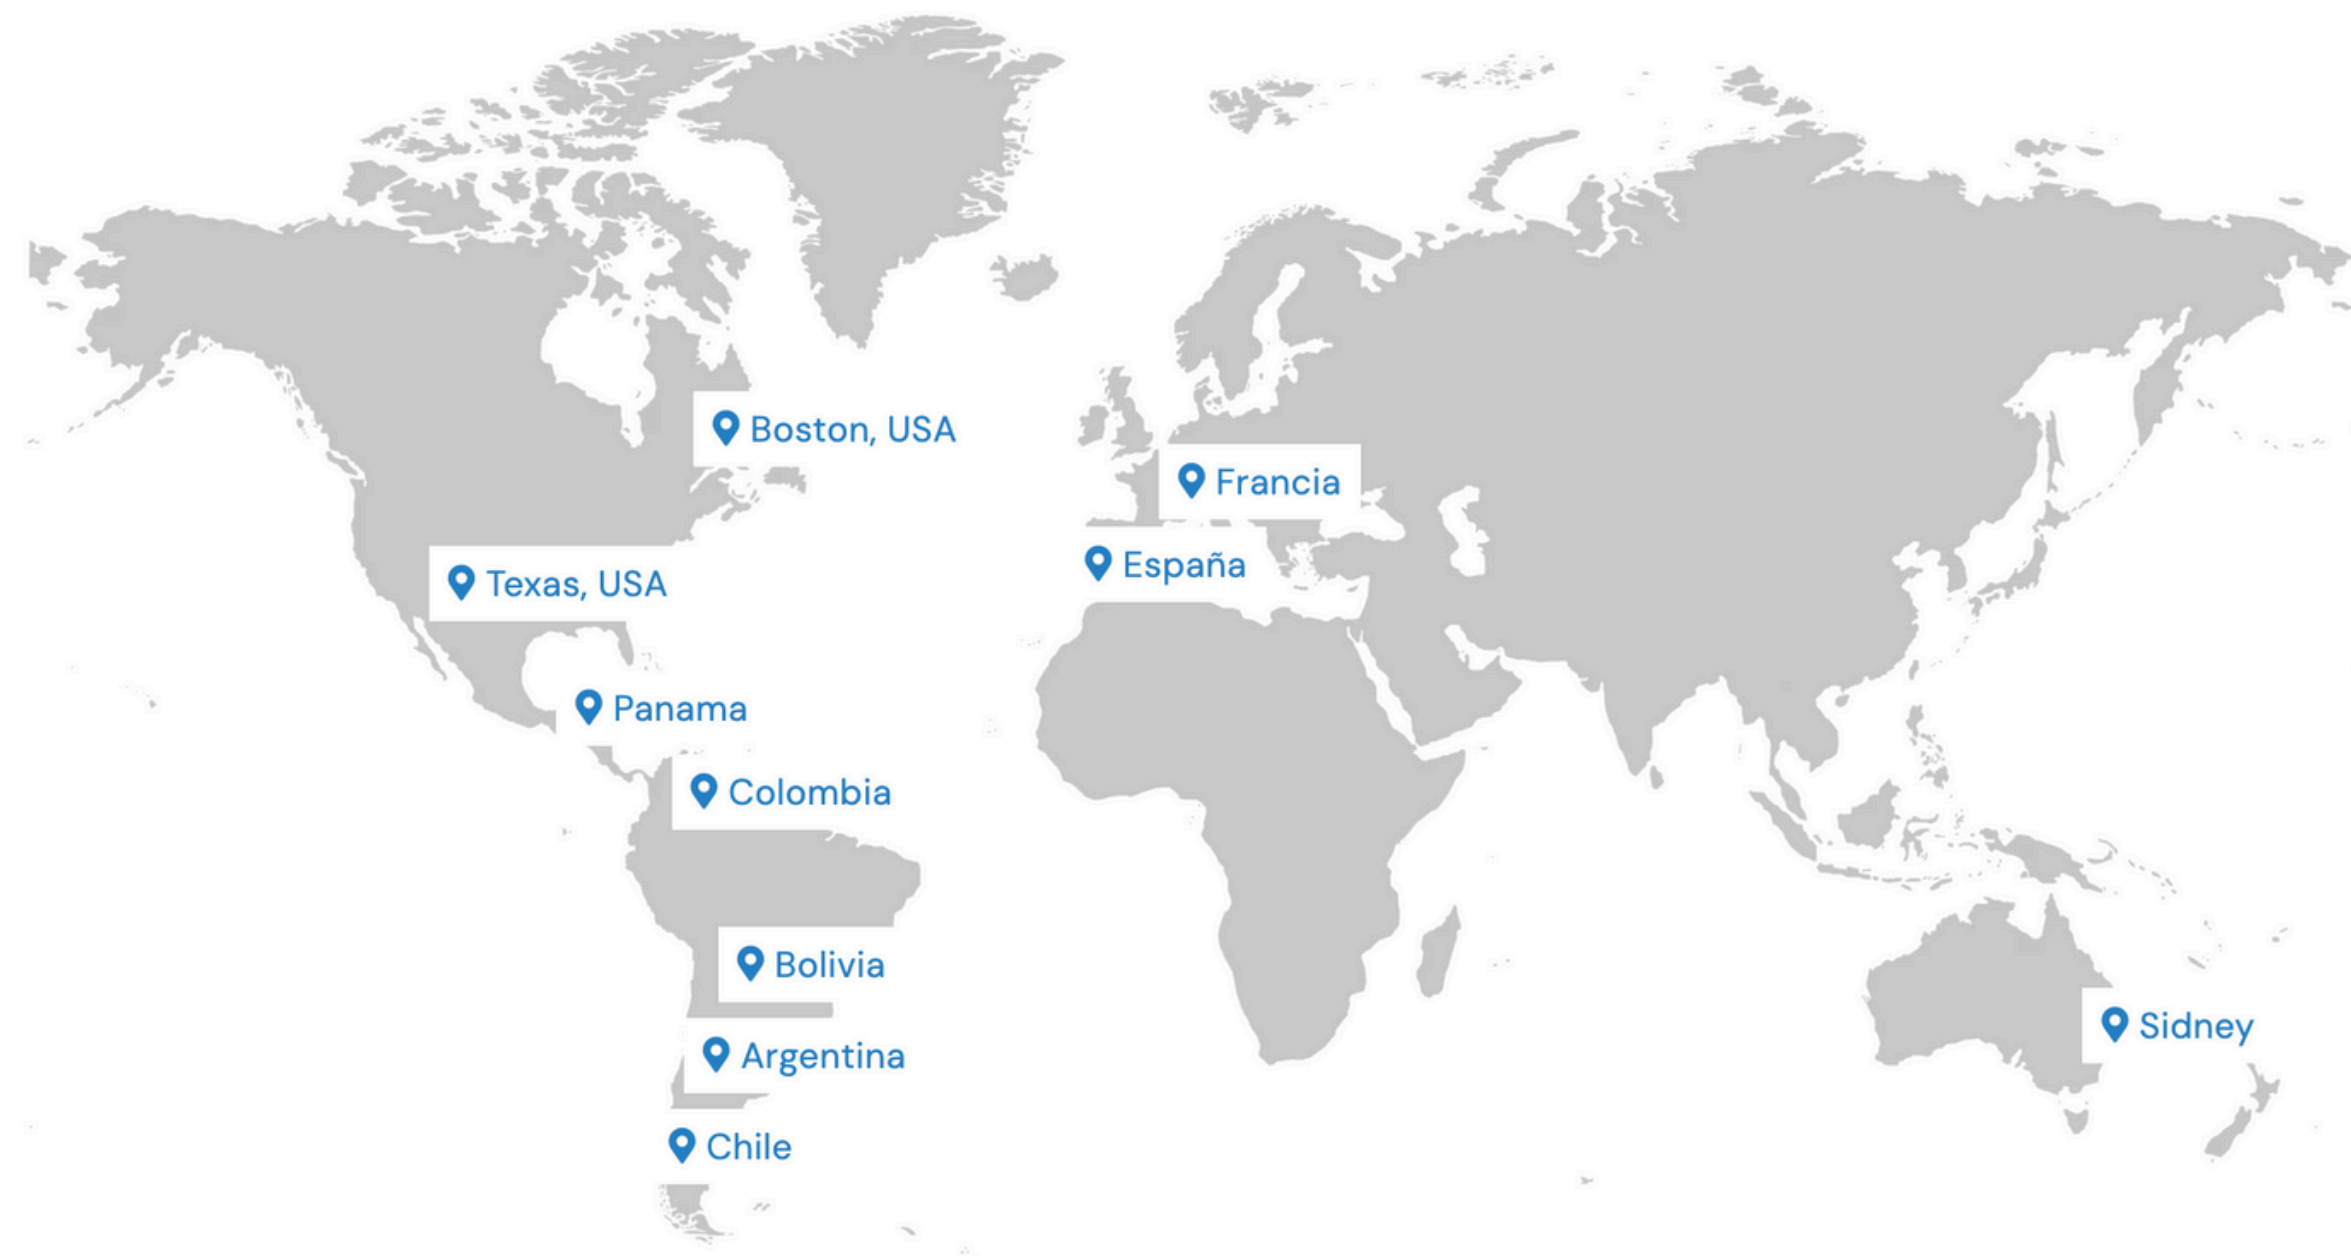 Boston, USA
Francia
España
Texas, USA
Panama
Colombia
Bolivia
Sidney
Argentina
Chile